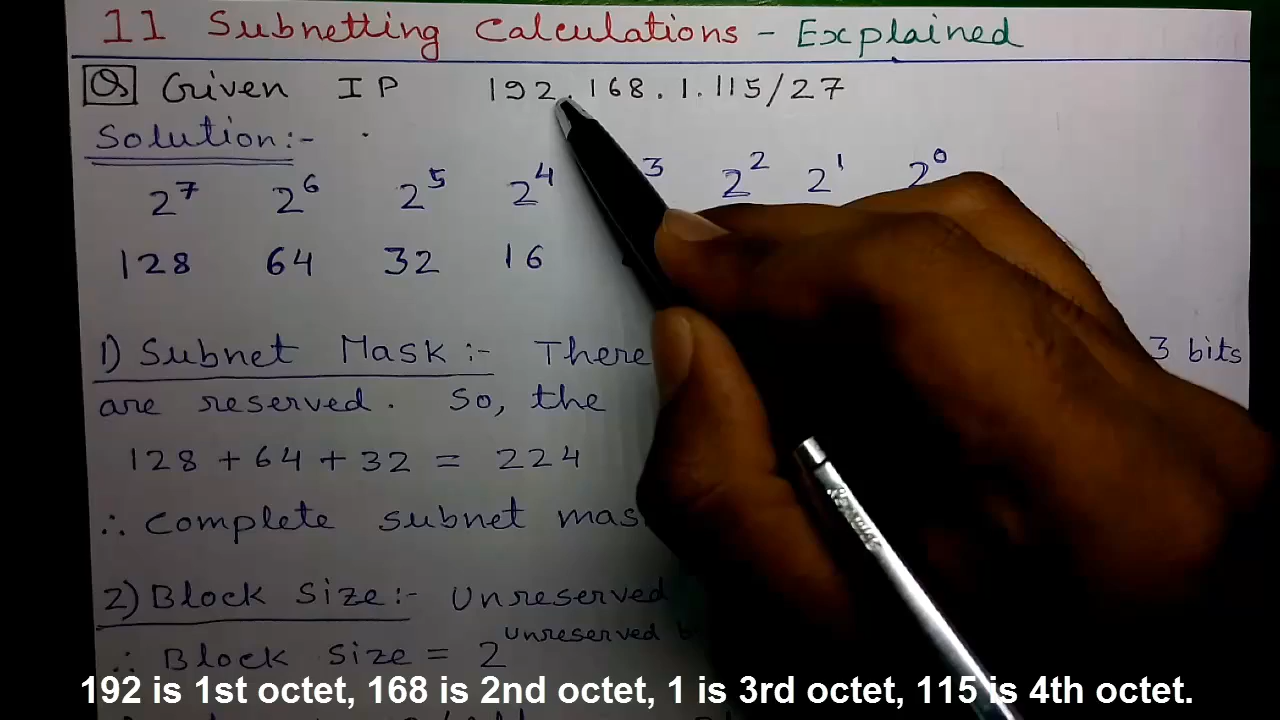 11 Subnetting Calculations - Explained
Q Given IP 192.168.1.115/27
Solution:-
2^7 2^6 2^5 2^4 3 2^2 2^1 2^0
128 64 32 16
1) Subnet Mask :- There 3 bits
are reserved. So, the
128 + 64 + 32 = 224
∴ Complete subnet mas
2) Block Size:- Unreserved
∴ Block size = 2^unreserved b
192 is 1st octet, 168 is 2nd octet, 1 is 3rd octet, 115 is 4th octet.